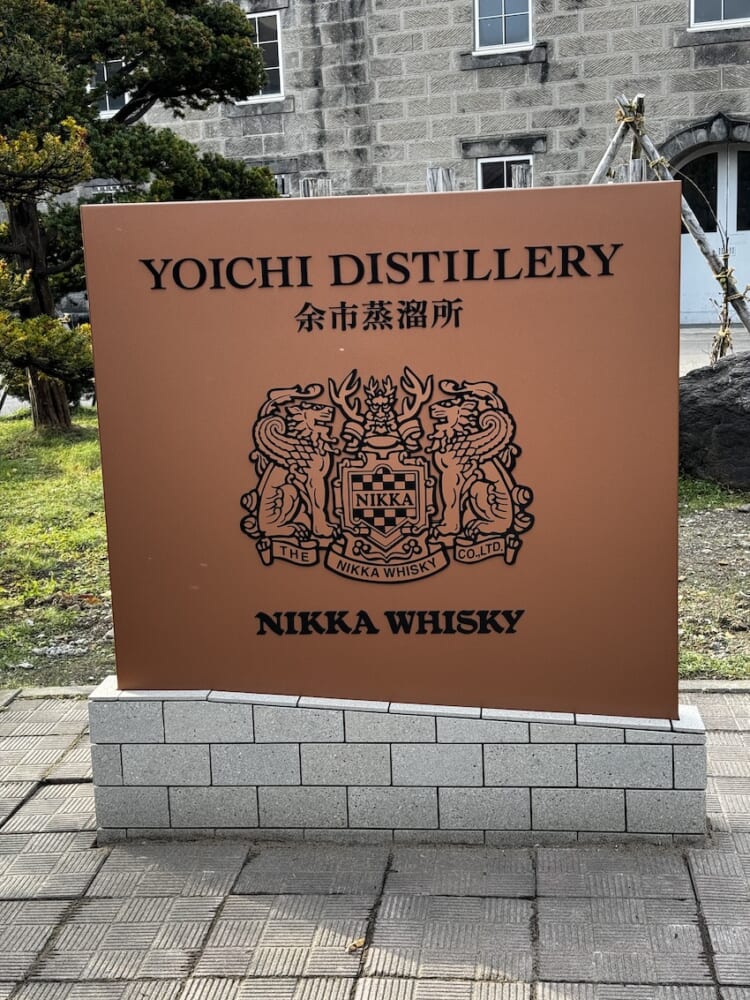 YOICHI DISTILLERY
余市蒸溜所
NIKKA
THE NIKKA WHISKY CO.,LTD.
NIKKA WHISKY